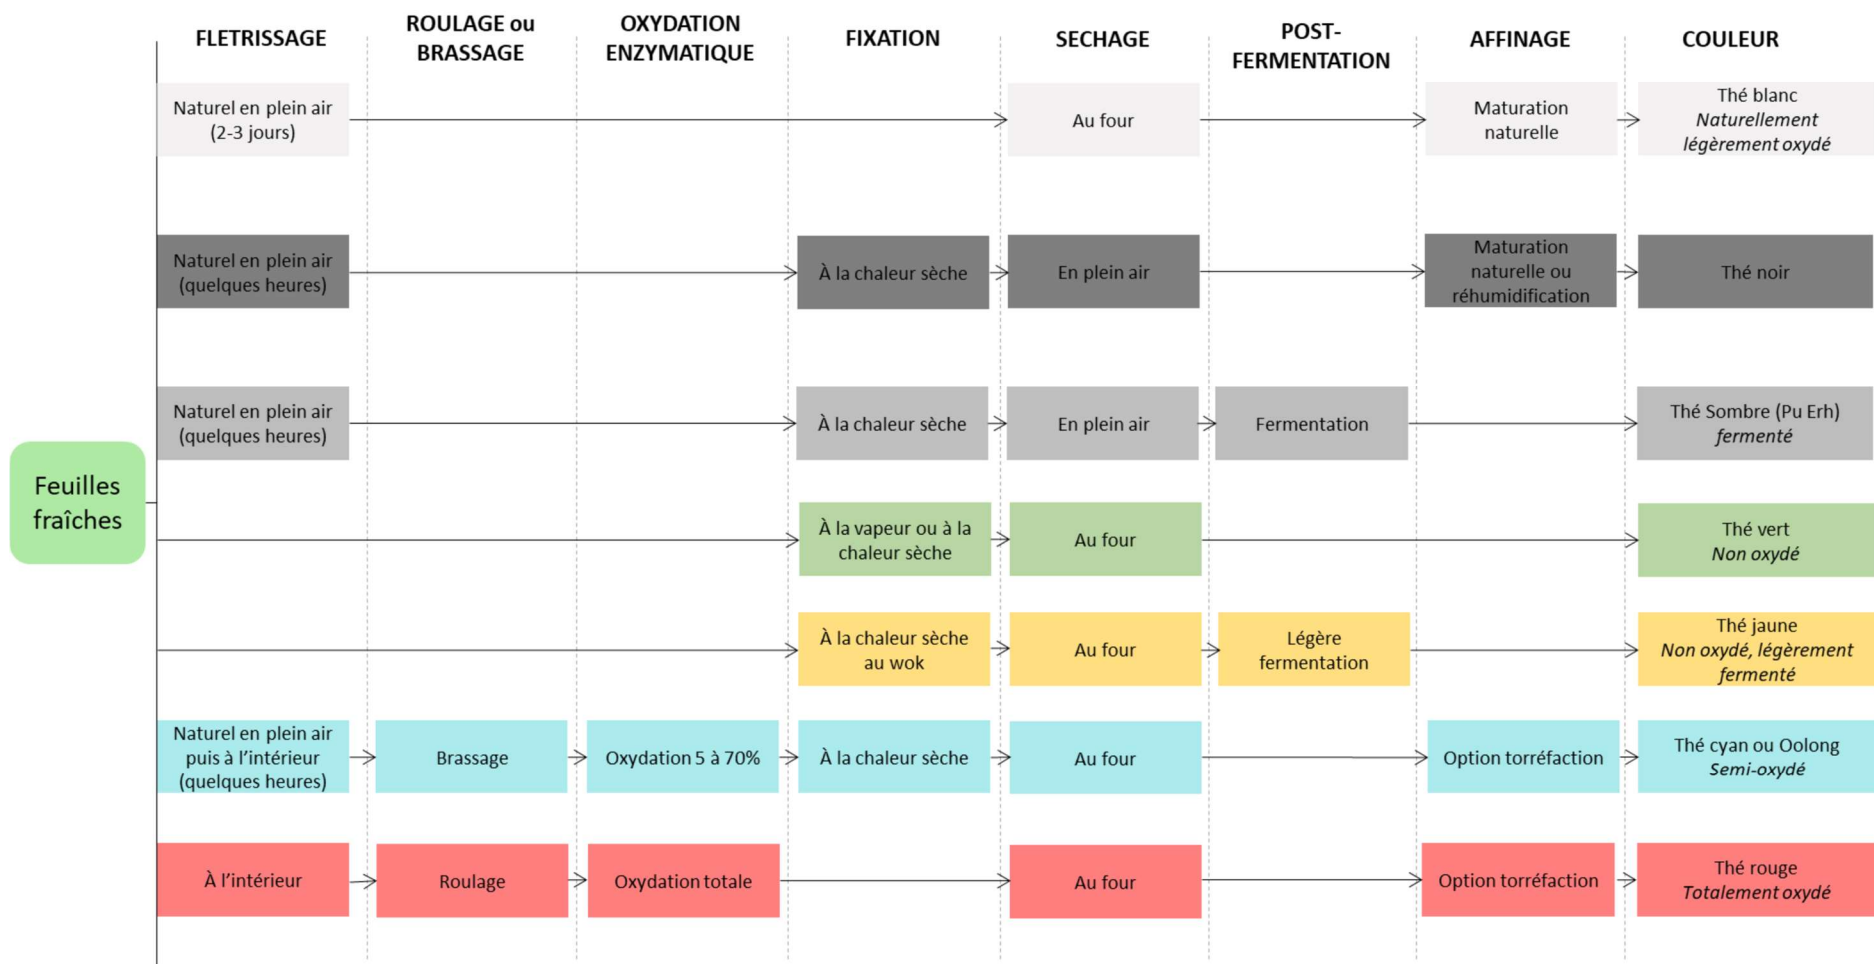 FLETRISSAGE
ROULAGE ou
BRASSAGE
OXYDATION
ENZYMATIQUE
FIXATION
SECHAGE
POST-
FERMENTATION
AFFINAGE
COULEUR
Naturel en plein air
(2-3 jours)
Au four
Maturation
naturelle
Thé blanc
Naturellement
légèrement oxydé
Naturel en plein air
(quelques heures)
À la chaleur sèche
En plein air
Maturation
naturelle ou
réhumidification
Thé noir
Naturel en plein air
(quelques heures)
À la chaleur sèche
En plein air
Fermentation
Thé Sombre (Pu Erh)
fermenté
Feuilles
fraîches
À la vapeur ou à la
chaleur sèche
Au four
Thé vert
Non oxydé
À la chaleur sèche
au wok
Au four
Légère
fermentation
Thé jaune
Non oxydé, légèrement
fermenté
Naturel en plein air
puis à l’intérieur
(quelques heures)
Brassage
Oxydation 5 à 70%
À la chaleur sèche
Au four
Option torréfaction
Thé cyan ou Oolong
Semi-oxydé
À l’intérieur
Roulage
Oxydation totale
Au four
Option torréfaction
Thé rouge
Totalement oxydé